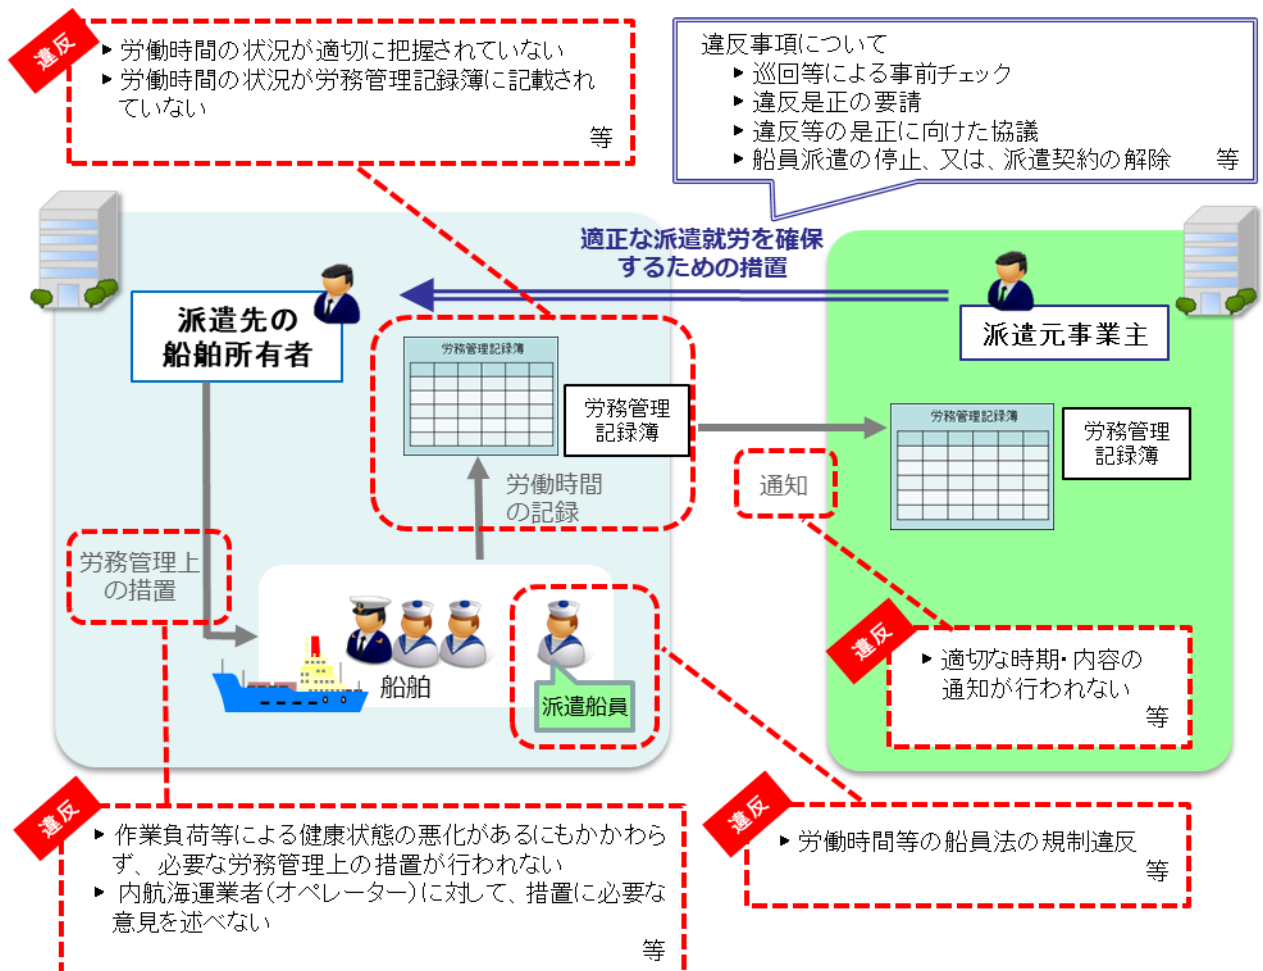 違反
▶ 労働時間の状況が適切に把握されていない
▶ 労働時間の状況が労務管理記録簿に記載され
ていない
等
違反事項について
▶ 巡回等による事前チェック
▶ 違反是正の要請
▶ 違反等の是正に向けた協議
▶ 船員派遣の停止、又は、派遣契約の解除 等
適正な派遣就労を確保
するための措置
派遣先の
船舶所有者
派遣元事業主
労務管理記録簿
労務管理
記録簿
労務管理記録簿
労務管理
記録簿
労働時間
の記録
通知
労務管理上
の措置
船舶
派遣船員
違反
▶ 適切な時期・内容の
通知が行われない
等
違反
▶ 作業負荷等による健康状態の悪化があるにもかかわら
ず、必要な労務管理上の措置が行われない
▶ 内航海運業者(オペレーター)に対して、措置に必要な
意見を述べない
等
違反
▶ 労働時間等の船員法の規制違反
等